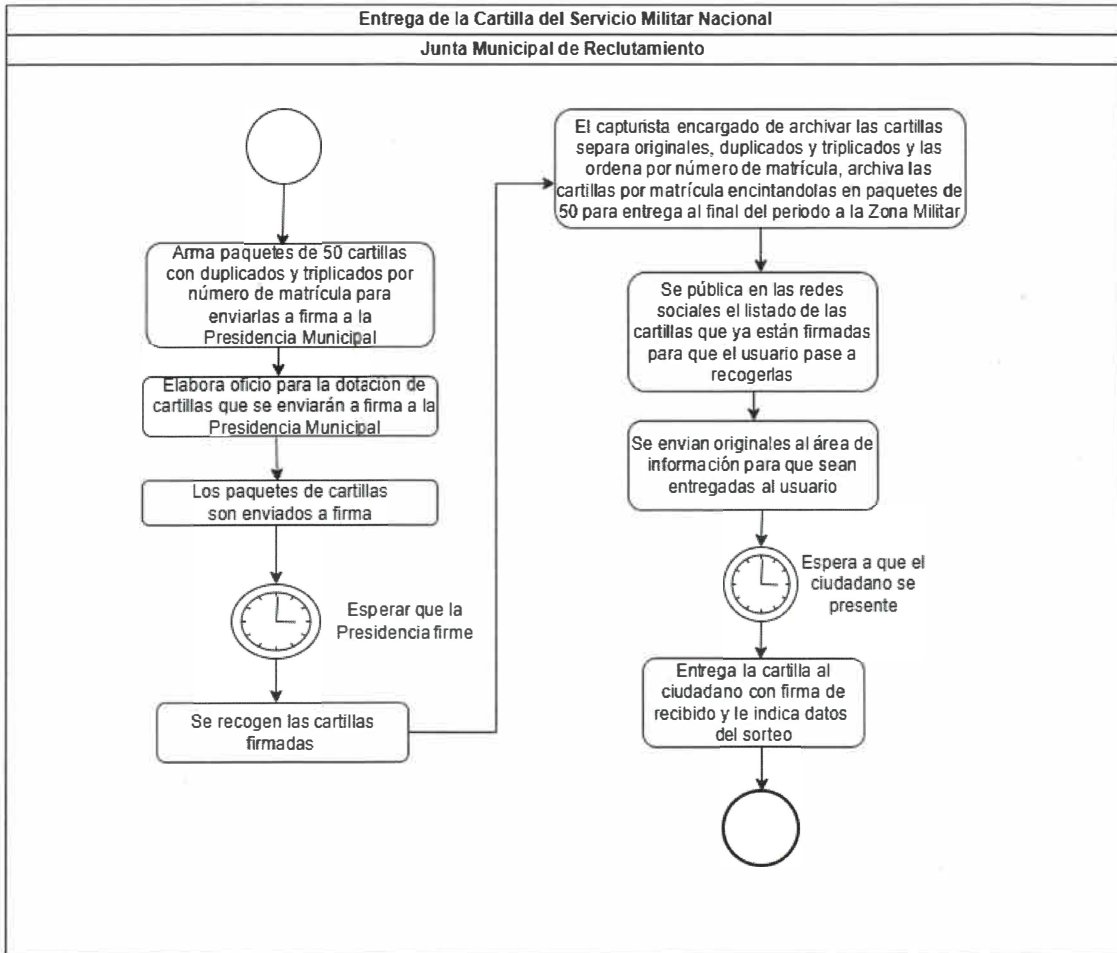 Entrega de la Cartilla del Servicio Militar Nacional
Junta Municipal de Reclutamiento
Arma paquetes de 50 cartillas
con duplicados y triplicados por
número de matrícula para
enviarlas a firma a la
Presidencia Municipal
Elabora oficio para la dotación de
cartillas que se enviarán a firma a la
Presidencia Municipal
Los paquetes de cartillas
son enviados a firma
Esperar que la
Presidencia firme
Se recogen las cartillas
firmadas
El capturista encargado de archivar las cartillas
separa originales, duplicados y triplicados y las
ordena por número de matrícula, archiva las
cartillas por matrícula encintandolas en paquetes de
50 para entrega al final del periodo a la Zona Militar
Se pública en las redes
sociales el listado de las
cartillas que ya están firmadas
para que el usuario pase a
recogerlas
Se envian originales al área de
información para que sean
entregadas al usuario
Espera a que el
ciudadano se
presente
Entrega la cartilla al
ciudadano con firma de
recibido y le indica datos
del sorteo